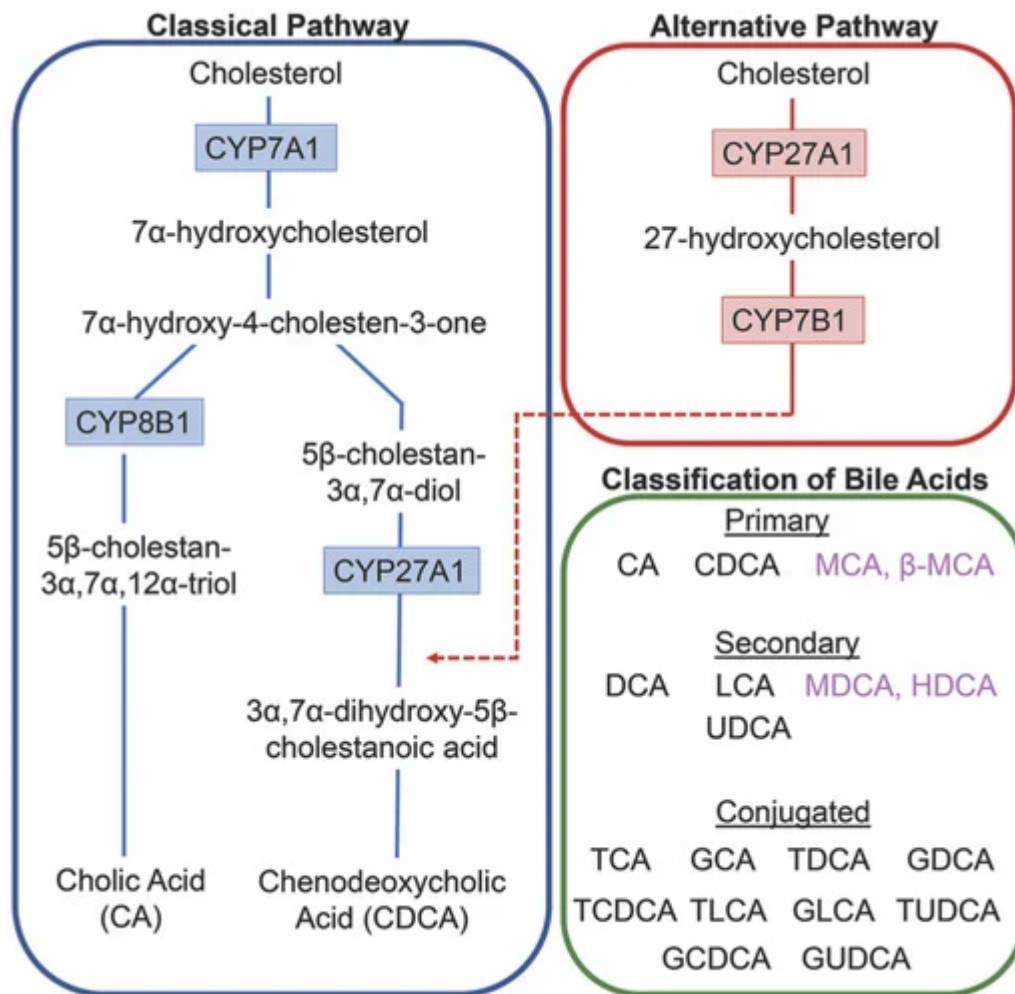 Classical Pathway
Cholesterol
CYP7A1
7α-hydroxycholesterol
7α-hydroxy-4-cholesten-3-one
CYP8B1
5β-cholestan-
3α,7α,12α-triol
Cholic Acid
(CA)
5β-cholestan-
3α,7α-diol
CYP27A1
3α,7α-dihydroxy-5β-
cholestanoic acid
Chenodeoxycholic
Acid (CDCA)
Alternative Pathway
Cholesterol
CYP27A1
27-hydroxycholesterol
CYP7B1
Classification of Bile Acids
Primary
CA CDCA MCA, β-MCA
Secondary
DCA LCA MDCA, HDCA
UDCA
Conjugated
TCA GCA TDCA GDCA
TCDCA TLCA GLCA TUDCA
GCDCA GUDCA